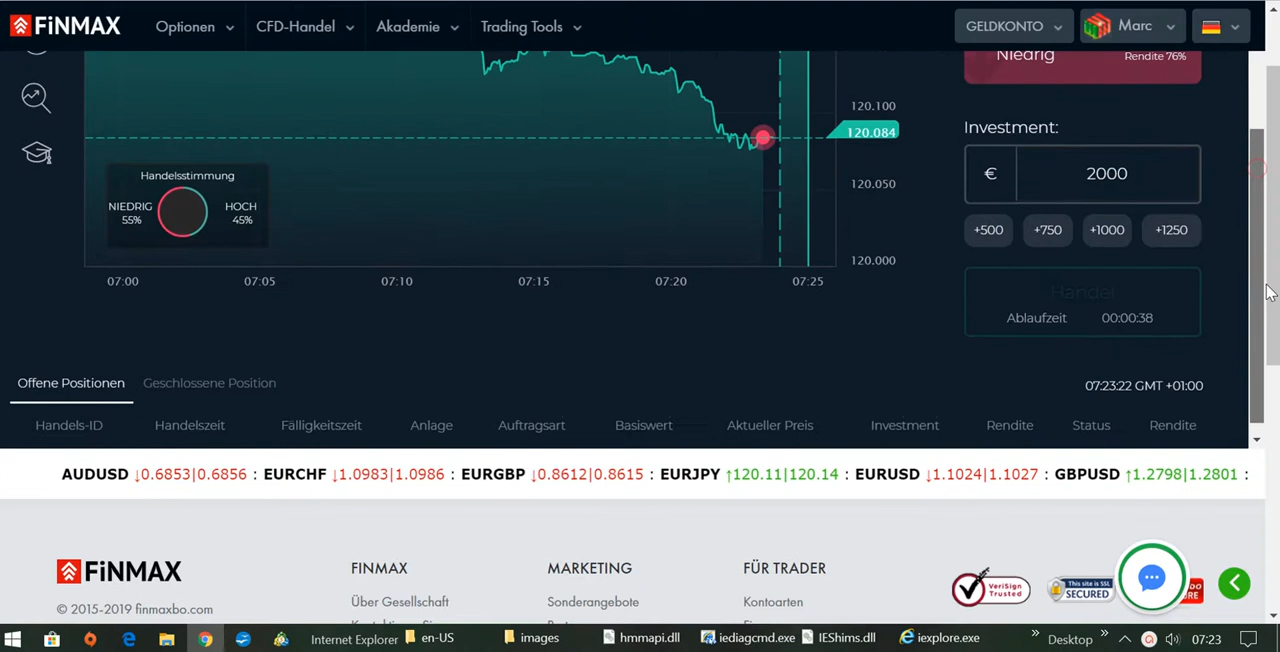 FiNMAX Optionen CFD-Handel Akademie Trading Tools GELDKONTO Marc
Niedrig Rendite 76%
120.100
120.084
120.050
120.000
Handelsstimmung
NIEDRIG HOCH
55% 45%
07:00 07:05 07:10 07:15 07:20 07:25
Investment:
€ 2000
+500 +750 +1000 +1250
Handel
Ablaufzeit 00:00:38
Offene Positionen Geschlossene Position 07:23:22 GMT +01:00
Handels-ID Handelszeit Fälligkeitszeit Anlage Auftragsart Basiswert Aktueller Preis Investment Rendite Status Rendite
AUDUSD ↓0.6853|0.6856 : EURCHF ↓1.0983|1.0986 : EURGBP ↓0.8612|0.8615 : EURJPY ↑120.11|120.14 : EURUSD ↓1.1024|1.1027 : GBPUSD ↑1.2798|1.2801 :
FiNMAX FINMAX MARKETING FÜR TRADER
VeriSign Trusted
This site is SSL
SECURED
© 2015-2019 finmaxbo.com Über Gesellschaft Sonderangebote Kontoarten
Internet Explorer en-US images hmmapi.dll iediagcmd.exe IEShims.dll iexplore.exe » Desktop » 07:23